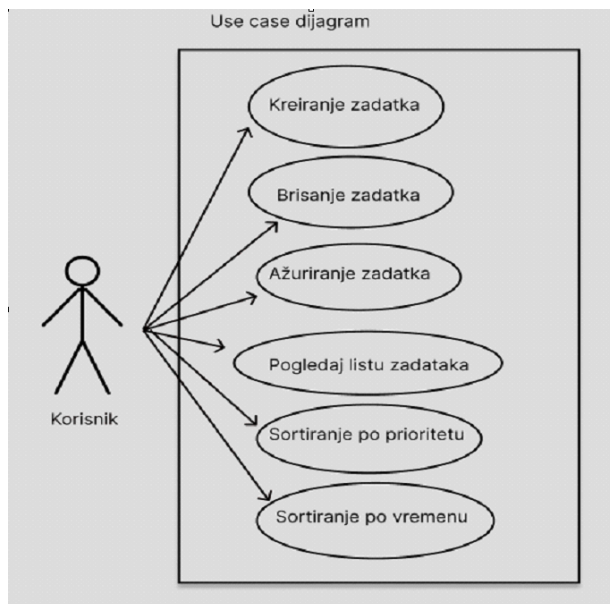 Use case dijagram
Kreiranje zadatka
Brisanje zadatka
Ažuriranje zadatka
Pogledaj listu zadataka
Sortiranje po prioritetu
Sortiranje po vremenu
Korisnik